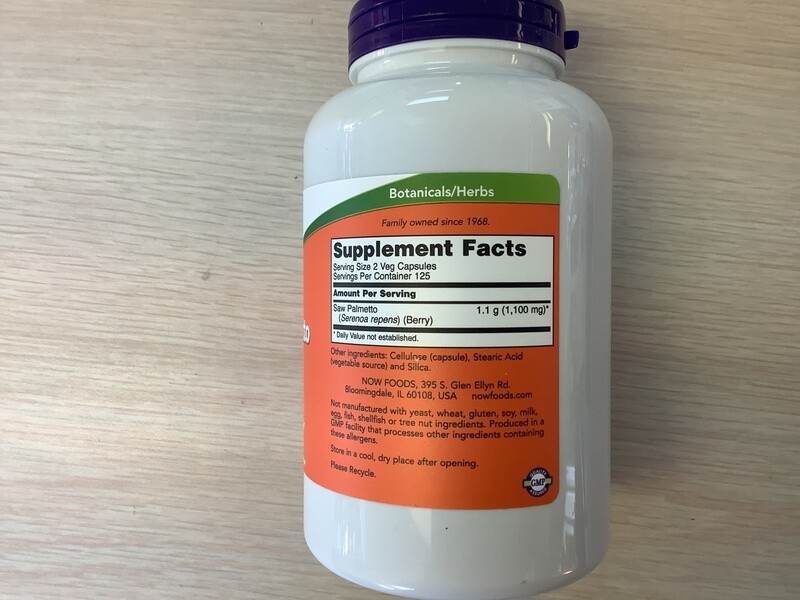 Botanicals/Herbs
Family owned since 1968.
Supplement Facts
Serving Size 2 Veg Capsules
Servings Per Container 125
Amount Per Serving
Saw Palmetto 1.1 g (1,100 mg)*
(Serenoa repens) (Berry)
* Daily Value not established.
Other ingredients: Cellulose (capsule), Stearic Acid
(vegetable source) and Silica.
NOW FOODS, 395 S. Glen Ellyn Rd.
Bloomingdale, IL 60108, USA nowfoods.com
Not manufactured with yeast, wheat, gluten, soy, milk,
egg, fish, shellfish or tree nut ingredients. Produced in a
GMP facility that processes other ingredients containing
these allergens.
Store in a cool, dry place after opening.
Please Recycle.
QUALITY
GMP
ASSURED